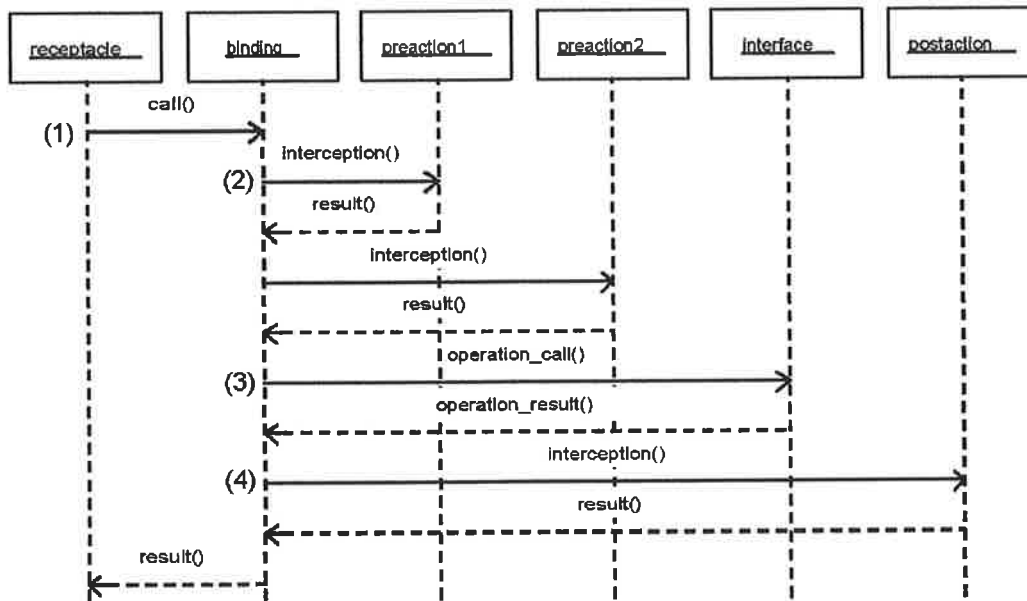 receptacle binding preaction1 preaction2 interface postaction
call()
(1)
interception()
(2)
result()
interception()
result()
operation_call()
(3)
operation_result()
interception()
(4)
result()
result()